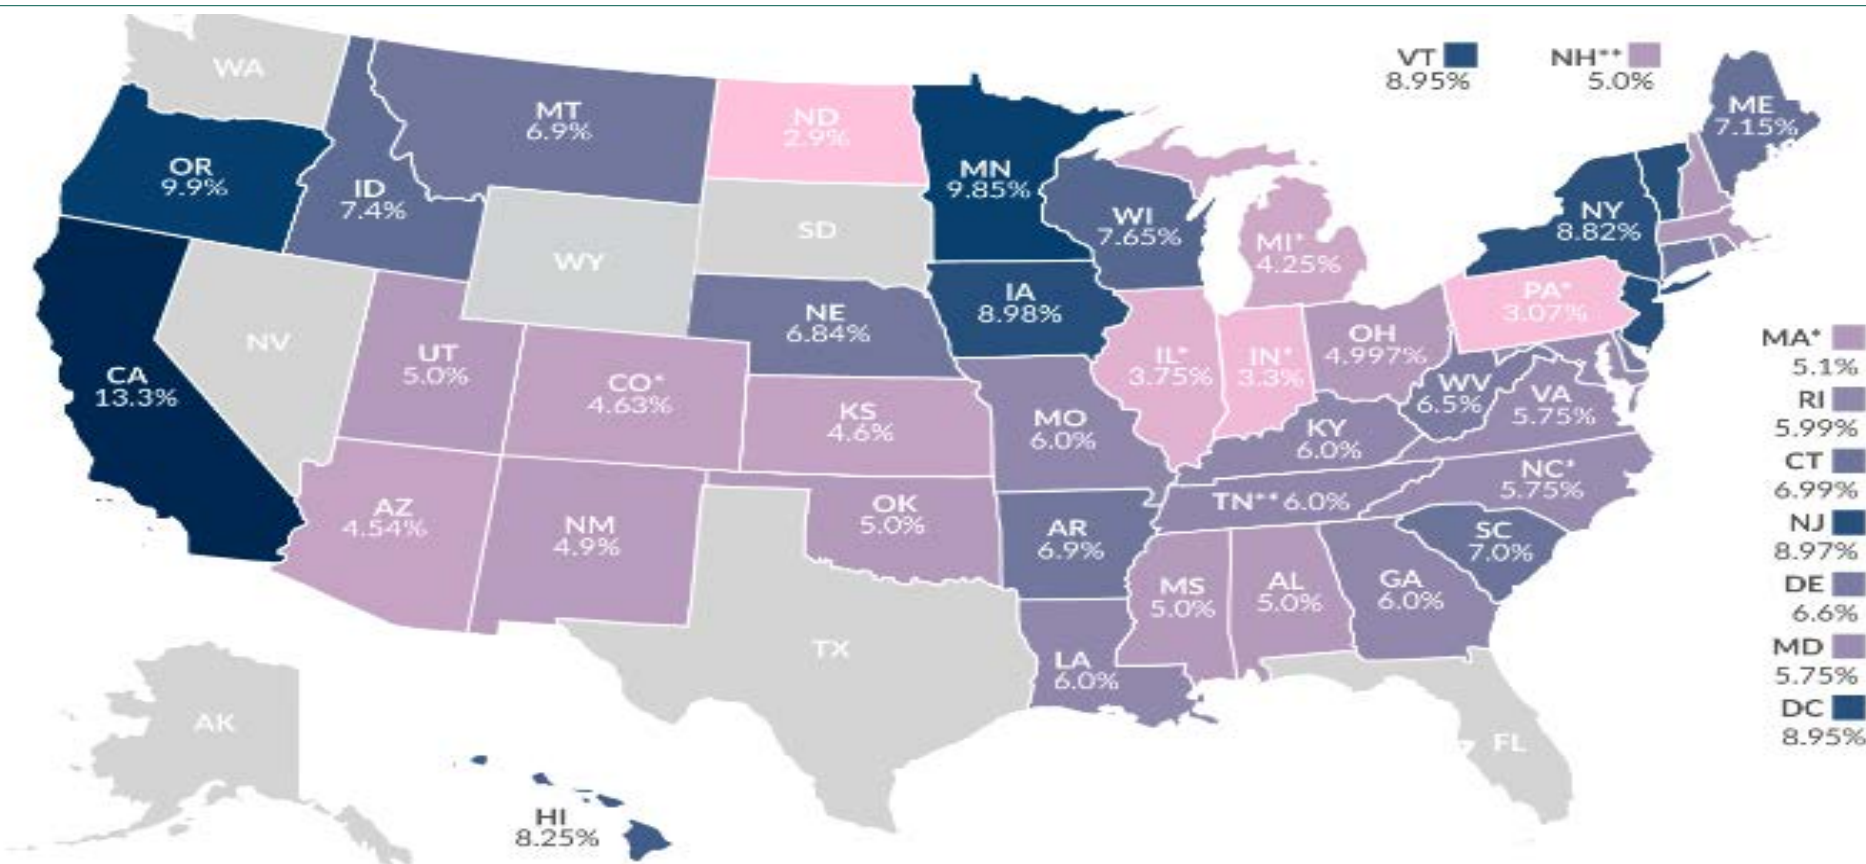 WA
MT
6.9%
ND
2.9%
VT
8.95%
NH**
5.0%
ME
7.15%
OR
9.9%
ID
7.4%
MN
9.85%
WI
7.65%
NY
8.82%
SD
MI*
4.25%
WY
IA
8.98%
NE
6.84%
PA*
3.07%
NV
UT
5.0%
CO*
4.63%
IL*
3.75%
IN*
3.3%
OH
4.997%
MA*
5.1%
CA
13.3%
KS
4.6%
MO
6.0%
WV
6.5%
VA
5.75%
RI
5.99%
KY
6.0%
CT
6.99%
AZ
4.54%
NM
4.9%
OK
5.0%
TN** 6.0%
NC*
5.75%
AR
6.9%
SC
7.0%
NJ
8.97%
MS
5.0%
AL
5.0%
GA
6.0%
DE
6.6%
TX
LA
6.0%
MD
5.75%
AK
FL
DC
8.95%
HI
8.25%